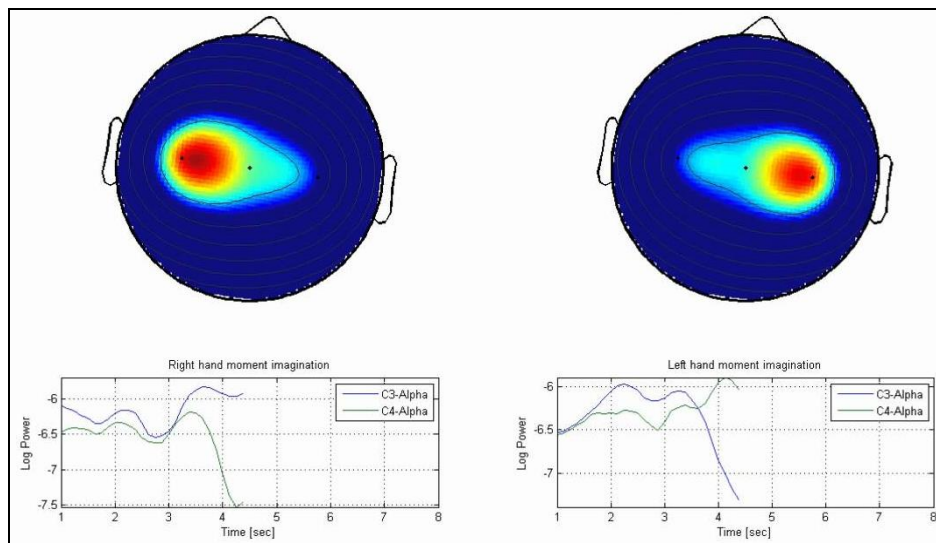 Right hand moment imagination
C3-Alpha
C4-Alpha
-6
-6.5
-7
-7.5
Log Power
1 2 3 4 5 6 7 8
Time [sec]
Left hand moment imagination
C3-Alpha
C4-Alpha
-6
-6.5
-7
Log Power
1 2 3 4 5 6 7 8
Time [sec]